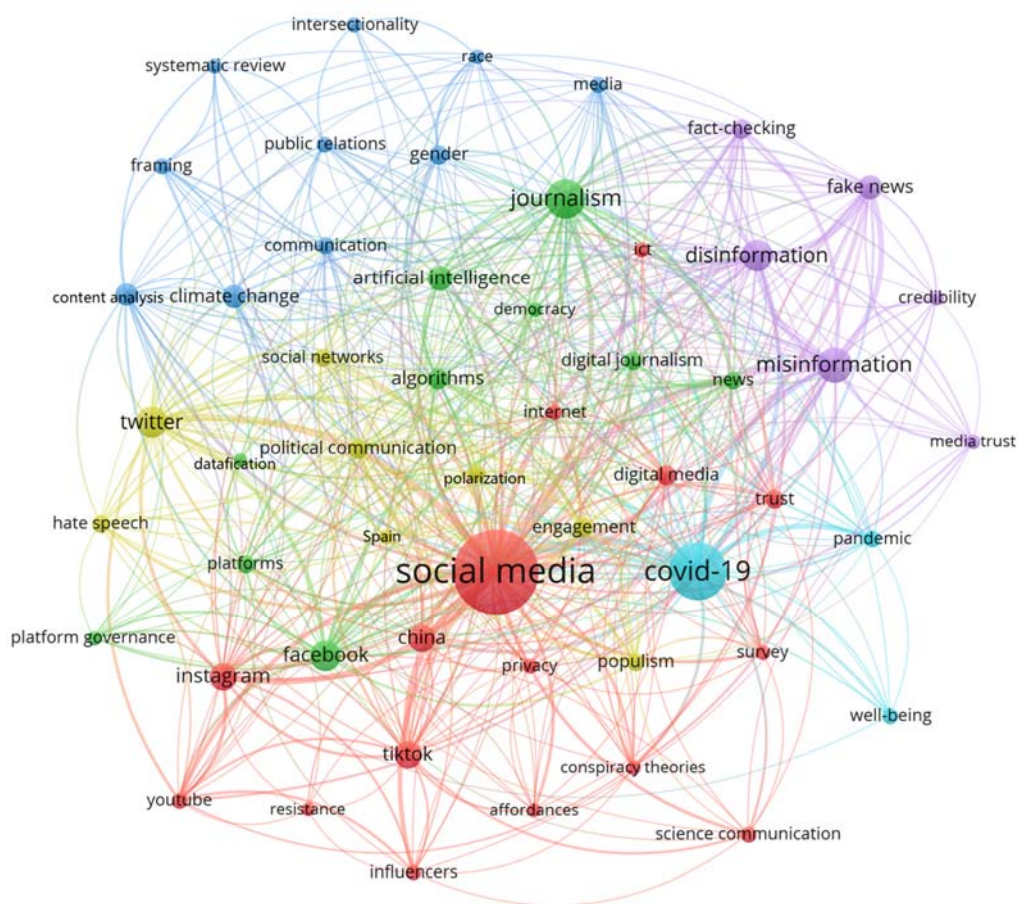 intersectionality
systematic review
race
media
fact-checking
public relations
gender
framing
fake news
journalism
communication
ict
disinformation
artificial intelligence
content analysis
climate change
credibility
democracy
social networks
digital journalism
misinformation
algorithms
news
internet
twitter
political communication
media trust
datafication
polarization
digital media
trust
hate speech
engagement
Spain
pandemic
platforms
social media
covid-19
platform governance
china
facebook
survey
privacy
populism
instagram
well-being
tiktok
conspiracy theories
youtube
resistance
affordances
science communication
influencers